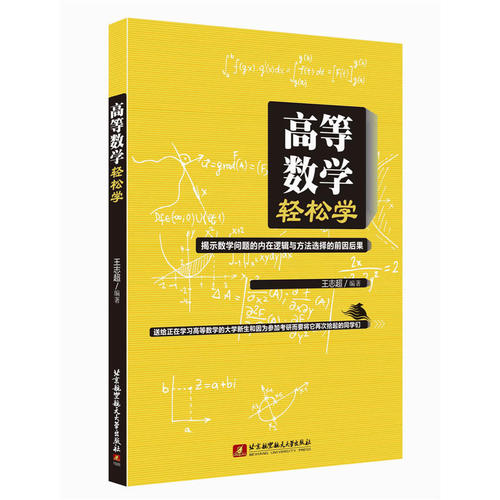 高等数学轻松学
王志超/编著
北京航空航天大学出版社
高等
数学
轻松学
揭示数学问题的内在逻辑与方法选择的前因后果
王志超/编著
送给正在学习高等数学的大学新生和因为参加考研而要将它再次拾起的同学们
Z=a+bi
北京航空航天大学出版社
BEIHANG UNIVERSITY PRESS